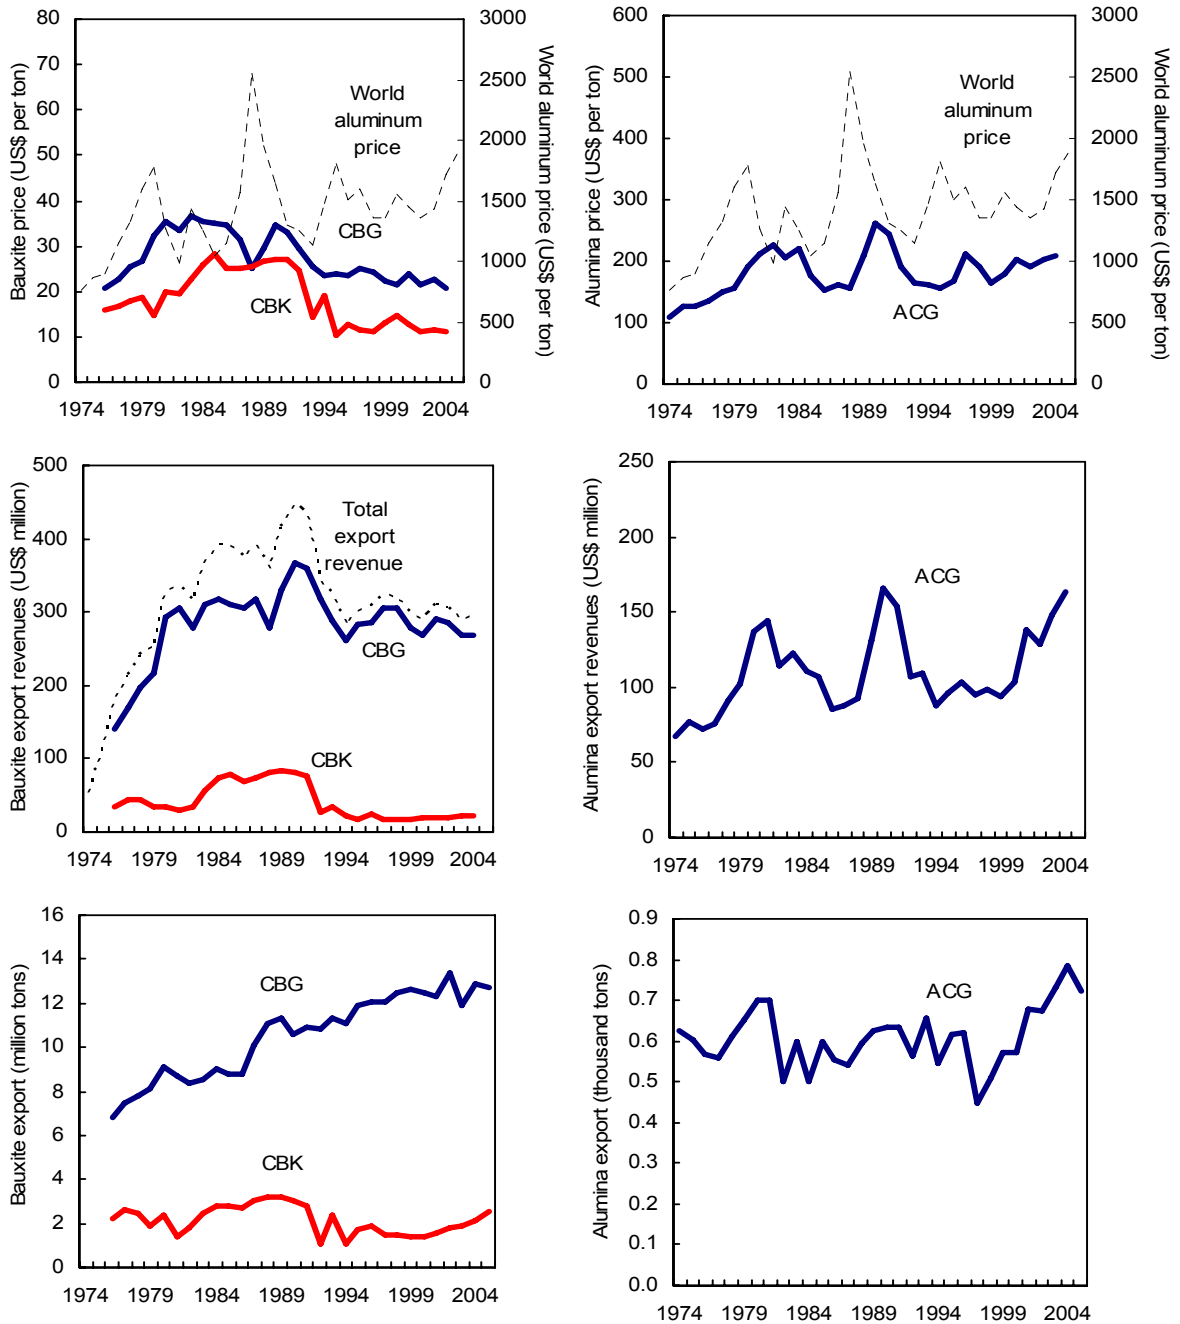 Bauxite price (US$ per ton)
80
70
60
50
40
30
20
10
0
World
aluminum
price
CBG
CBK
3000
2500
2000
1500
1000
500
0
World aluminum price (US$ per ton)
1974 1979 1984 1989 1994 1999 2004
Alumina price (US$ per ton)
600
500
400
300
200
100
0
World
aluminum
price
ACG
3000
2500
2000
1500
1000
500
0
World aluminum price (US$ per ton)
1974 1979 1984 1989 1994 1999 2004
Bauxite export revenues (US$ million)
500
400
300
200
100
0
Total
export
revenue
CBG
CBK
1974 1979 1984 1989 1994 1999 2004
Alumina export revenues (US$ million)
250
200
150
100
50
0
ACG
1974 1979 1984 1989 1994 1999 2004
Bauxite export (million tons)
16
14
12
10
8
6
4
2
0
CBG
CBK
1974 1979 1984 1989 1994 1999 2004
Alumina export (thousand tons)
0.9
0.8
0.7
0.6
0.5
0.4
0.3
0.2
0.1
0.0
ACG
1974 1979 1984 1989 1994 1999 2004